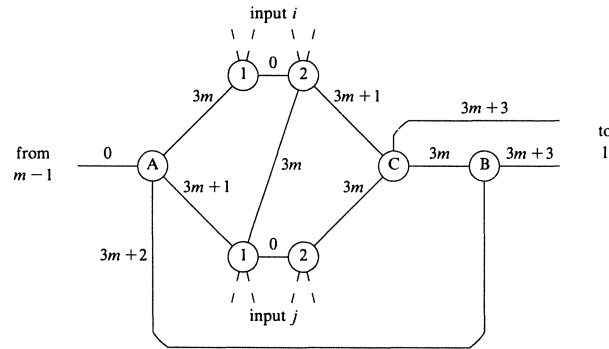 input i
1 0 2
3m 3m + 1
3m + 3
from 0 A 3m C 3m B 3m + 3 to
m − 1 1
3m + 1 3m
3m + 2
1 0 2
input j